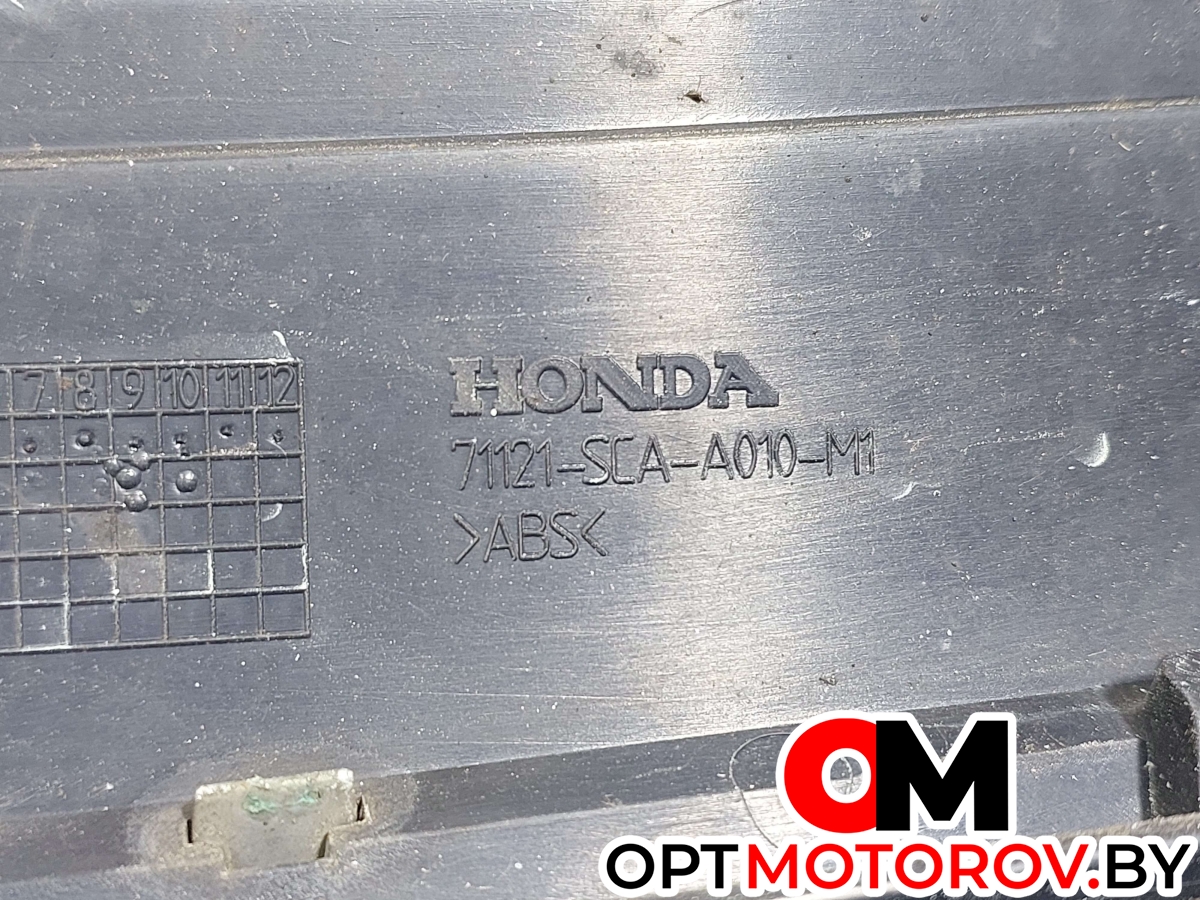 HONDA
71121-SCA-A010-M1
>ABS<
7 8 9 10 11 12
OM
OPTMOTOROV.BY